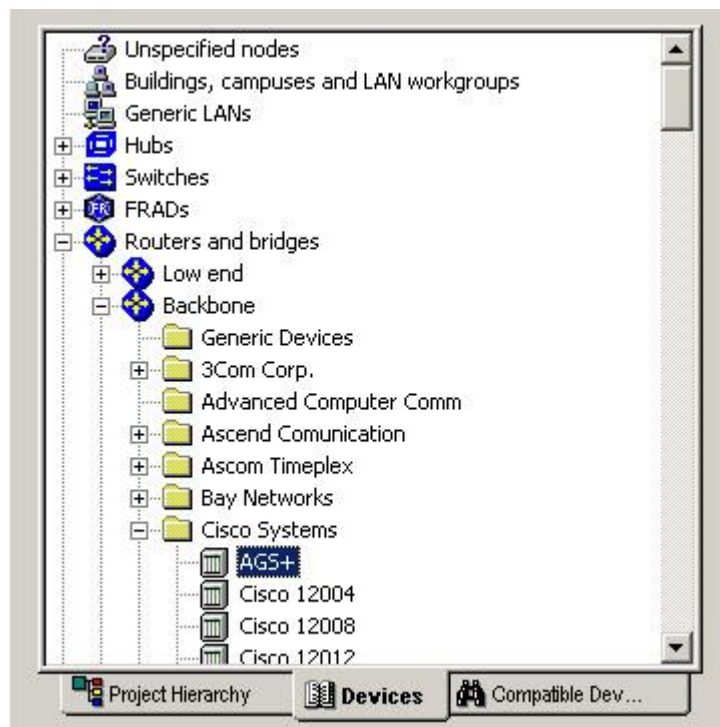 Unspecified nodes
Buildings, campuses and LAN workgroups
Generic LANs
Hubs
Switches
FR FRADs
Routers and bridges
Low end
Backbone
Generic Devices
3Com Corp.
Advanced Computer Comm
Ascend Comunication
Ascom Timeplex
Bay Networks
Cisco Systems
AGS+
Cisco 12004
Cisco 12008
Cisco 12012
Project Hierarchy Devices Compatible Dev...